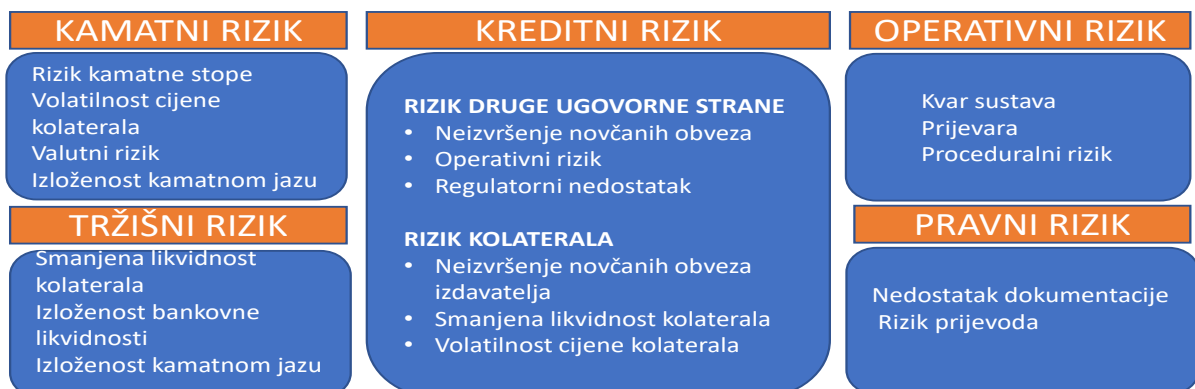 KAMATNI RIZIK
Rizik kamatne stope
Volatilnost cijene
kolaterala
Valutni rizik
Izloženost kamatnom jazu
TRŽIŠNI RIZIK
Smanjena likvidnost
kolaterala
Izloženost bankovne
likvidnosti
Izloženost kamatnom jazu
KREDITNI RIZIK
RIZIK DRUGE UGOVORNE STRANE
• Neizvršenje novčanih obveza
• Operativni rizik
• Regulatorni nedostatak
RIZIK KOLATERALA
• Neizvršenje novčanih obveza
izdavatelja
• Smanjena likvidnost kolaterala
• Volatilnost cijene kolaterala
OPERATIVNI RIZIK
Kvar sustava
Prijevara
Proceduralni rizik
PRAVNI RIZIK
Nedostatak dokumentacije
Rizik prijevoda